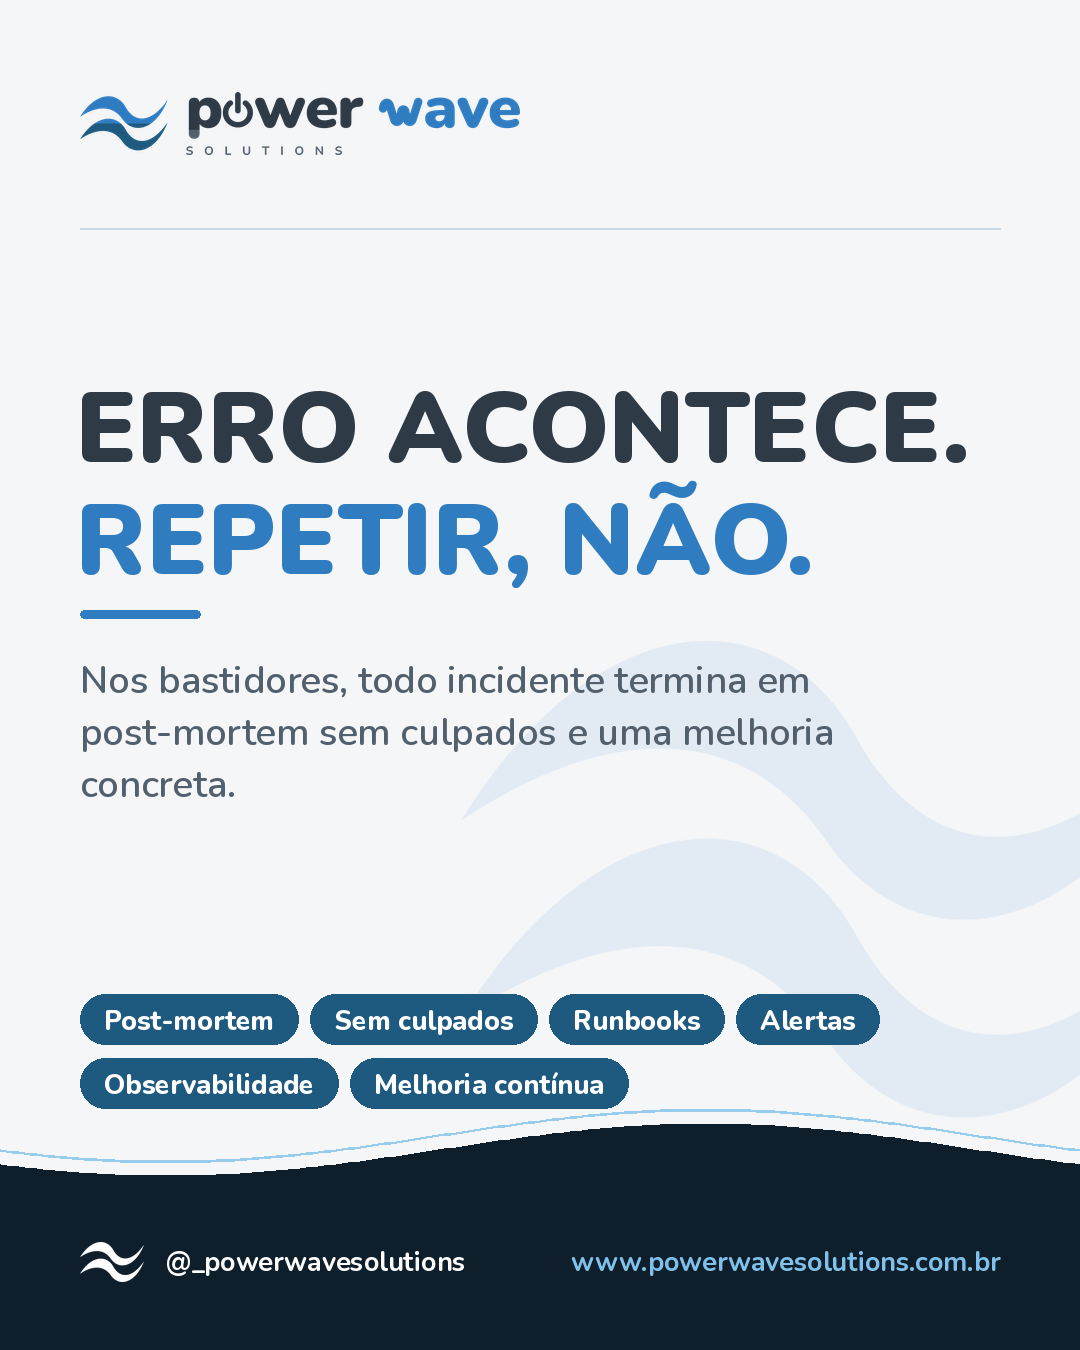 power wave
SOLUTIONS
ERRO ACONTECE.
REPETIR, NÃO.
Nos bastidores, todo incidente termina em
post-mortem sem culpados e uma melhoria
concreta.
Post-mortem Sem culpados Runbooks Alertas
Observabilidade Melhoria contínua
@_powerwavesolutions www.powerwavesolutions.com.br